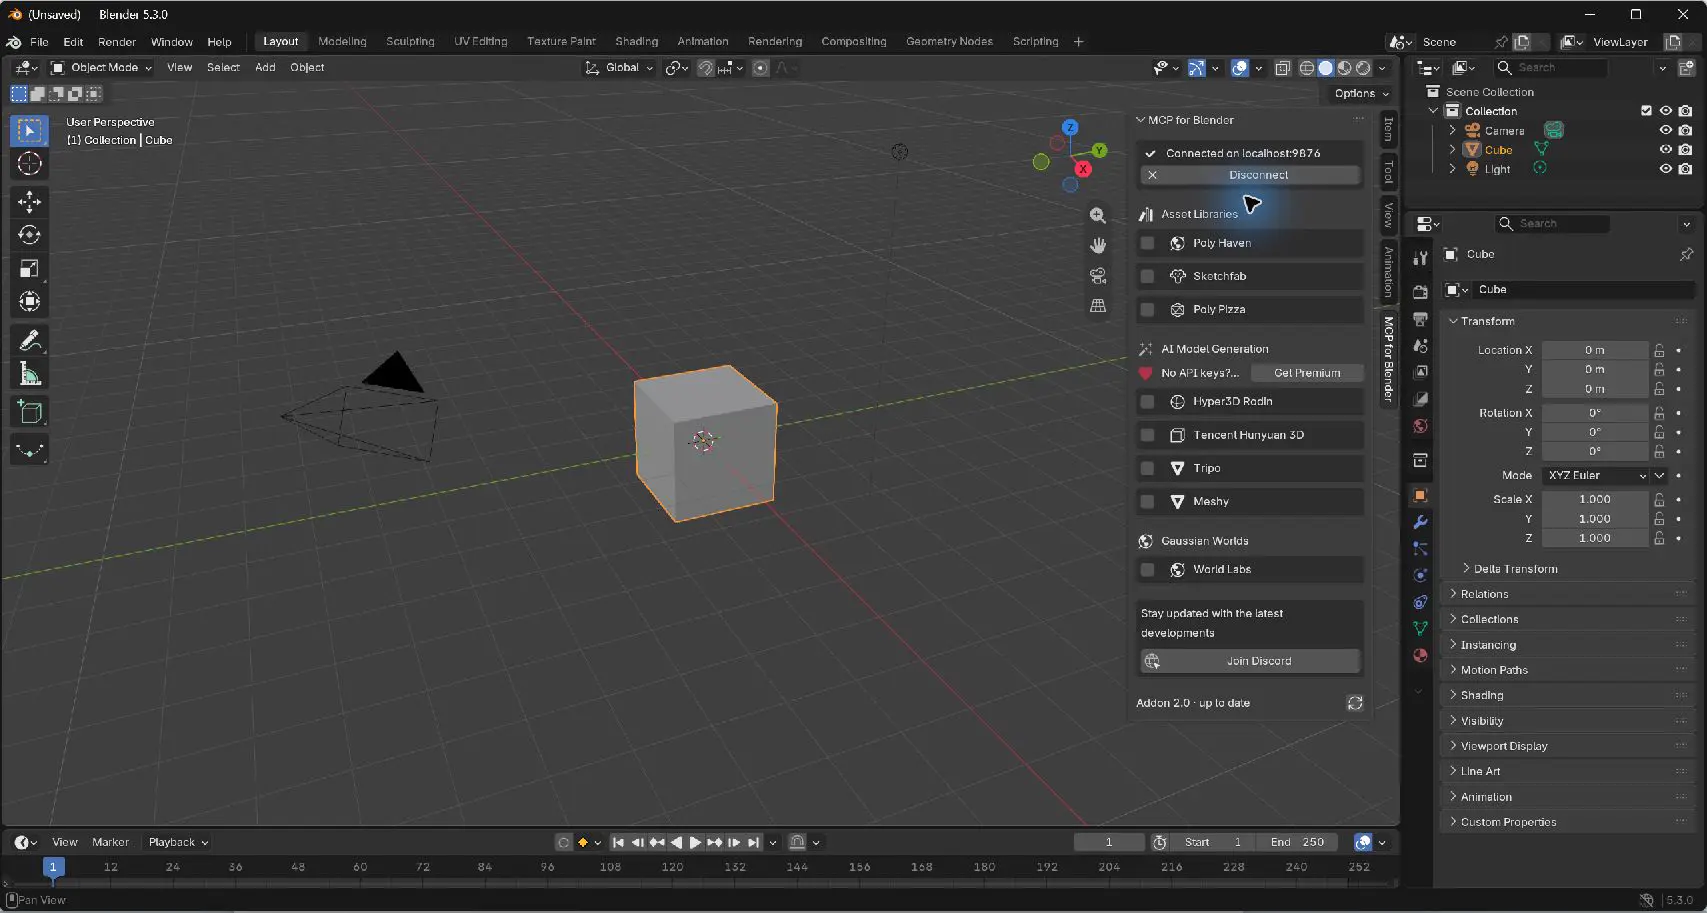 (Unsaved) Blender 5.3.0
File Edit Render Window Help Layout Modeling Sculpting UV Editing Texture Paint Shading Animation Rendering Compositing Geometry Nodes Scripting + Scene ViewLayer
Object Mode View Select Add Object Global Search
Options
Scene Collection
User Perspective
(1) Collection | Cube
Z
Y
X
MCP for Blender
Connected on localhost:9876
Disconnect
Asset Libraries
Poly Haven
Sketchfab
Poly Pizza
AI Model Generation
No API keys?... Get Premium
Hyper3D Rodin
Tencent Hunyuan 3D
Tripo
Meshy
Gaussian Worlds
World Labs
Stay updated with the latest
developments
Join Discord
Addon 2.0 · up to date
Item
Tool
View
Animation
MCP for Blender
Collection
Camera
Cube
Light
Search
Cube
Cube
Transform
Location X 0 m
Y 0 m
Z 0 m
Rotation X 0°
Y 0°
Z 0°
Mode XYZ Euler
Scale X 1.000
Y 1.000
Z 1.000
Delta Transform
Relations
Collections
Instancing
Motion Paths
Shading
Visibility
Viewport Display
Line Art
Animation
Custom Properties
View Marker Playback 1 Start 1 End 250
1 12 24 36 48 60 72 84 96 108 120 132 144 156 168 180 192 204 216 228 240 252
Pan View 5.3.0